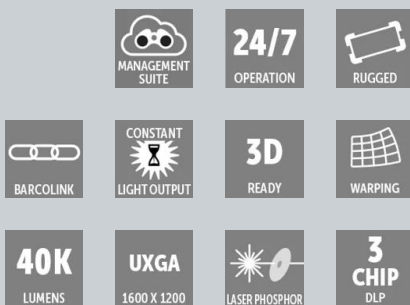 MANAGEMENT
SUITE
24/7
OPERATION
RUGGED
BARCOLINK
CONSTANT
LIGHT OUTPUT
3D
READY
WARPING
40K
LUMENS
UXGA
1600 X 1200
LASER PHOSPHOR
3
CHIP
DLP